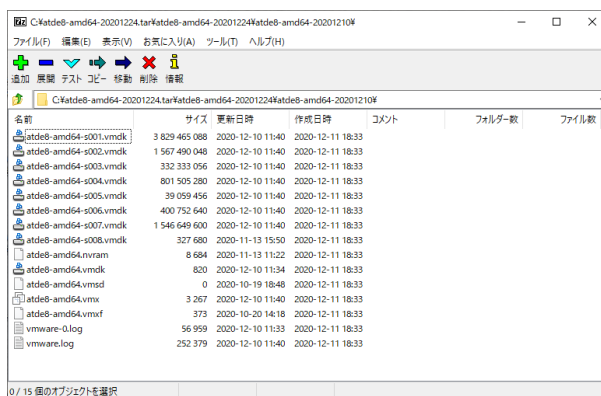 C:¥atde8-amd64-20201224.tar¥atde8-amd64-20201224¥atde8-amd64-20201210¥
ファイル(F) 編集(E) 表示(V) お気に入り(A) ツール(T) ヘルプ(H)
追加 展開 テスト コピー 移動 削除 情報
C:¥atde8-amd64-20201224.tar¥atde8-amd64-20201224¥atde8-amd64-20201210¥
名前 サイズ 更新日時 作成日時 コメント フォルダー数 ファイル数
atde8-amd64-s001.vmdk 3 829 465 088 2020-12-10 11:40 2020-12-11 18:33
atde8-amd64-s002.vmdk 1 567 490 048 2020-12-10 11:40 2020-12-11 18:33
atde8-amd64-s003.vmdk 332 333 056 2020-12-10 11:40 2020-12-11 18:33
atde8-amd64-s004.vmdk 801 505 280 2020-12-10 11:40 2020-12-11 18:33
atde8-amd64-s005.vmdk 39 059 456 2020-12-10 11:40 2020-12-11 18:33
atde8-amd64-s006.vmdk 400 752 640 2020-12-10 11:40 2020-12-11 18:33
atde8-amd64-s007.vmdk 1 546 649 600 2020-12-10 11:40 2020-12-11 18:33
atde8-amd64-s008.vmdk 327 680 2020-11-13 15:50 2020-12-11 18:33
atde8-amd64.nvram 8 684 2020-11-13 11:22 2020-12-11 18:33
atde8-amd64.vmdk 820 2020-12-10 11:34 2020-12-11 18:33
atde8-amd64.vmsd 0 2020-10-19 18:48 2020-12-11 18:33
atde8-amd64.vmx 3 267 2020-12-10 11:40 2020-12-11 18:33
atde8-amd64.vmxf 373 2020-10-20 14:18 2020-12-11 18:33
vmware-0.log 56 959 2020-12-10 11:33 2020-12-11 18:33
vmware.log 252 379 2020-12-10 11:40 2020-12-11 18:33
0 / 15 個のオブジェクトを選択